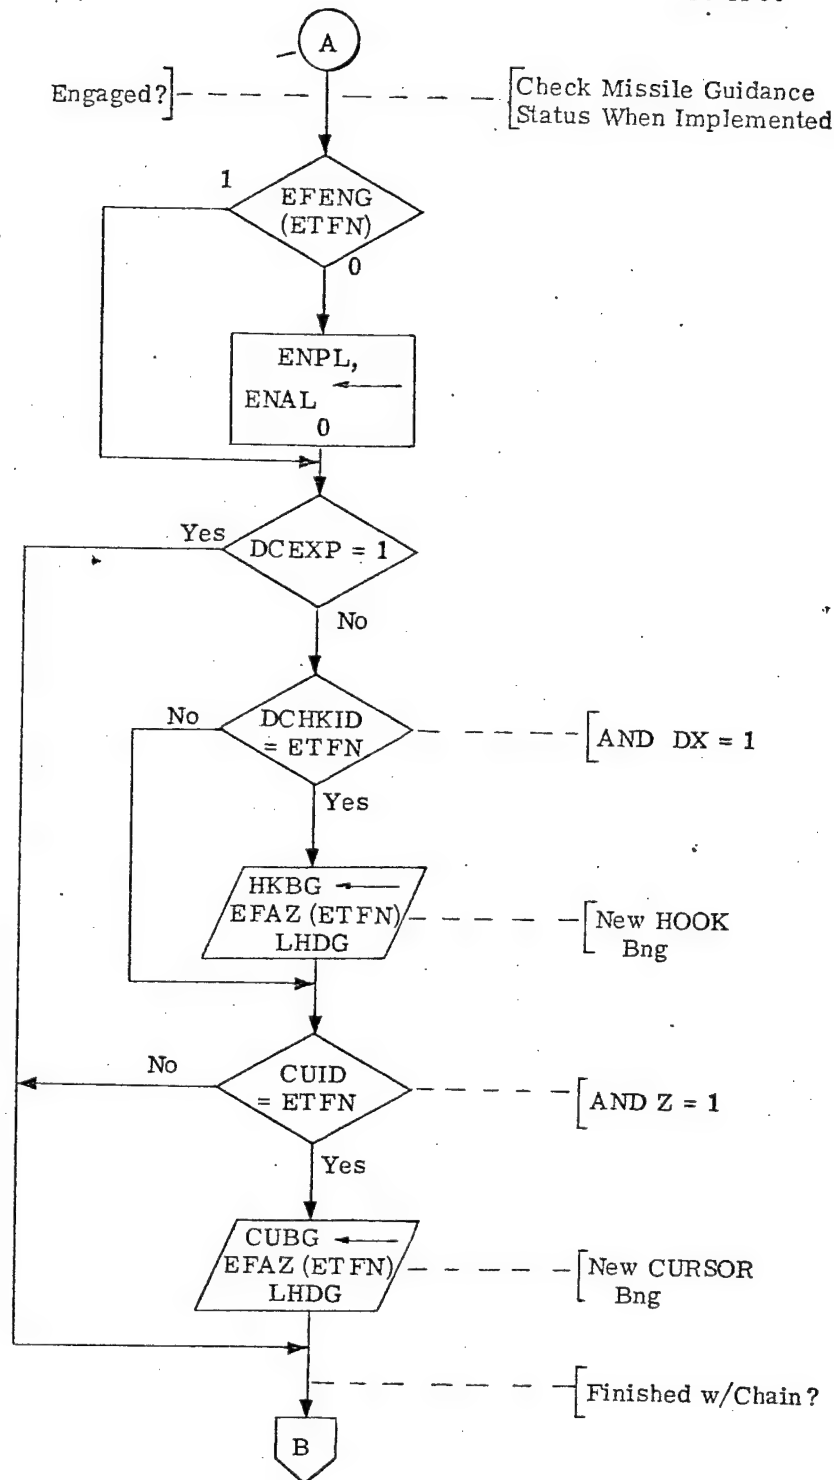 A
Engaged?
Check Missile Guidance
Status When Implemented
1
EFENG
(ETFN)
0
ENPL,
ENAL
0
Yes
DCEXP = 1
No
No
DCHKID
= ETFN
AND DX = 1
Yes
HKBG
EFAZ (ETFN)
LHDG
New HOOK
Bng
No
CUID
= ETFN
AND Z = 1
Yes
CUBG
EFAZ (ETFN)
LHDG
New CURSOR
Bng
Finished w/Chain?
B